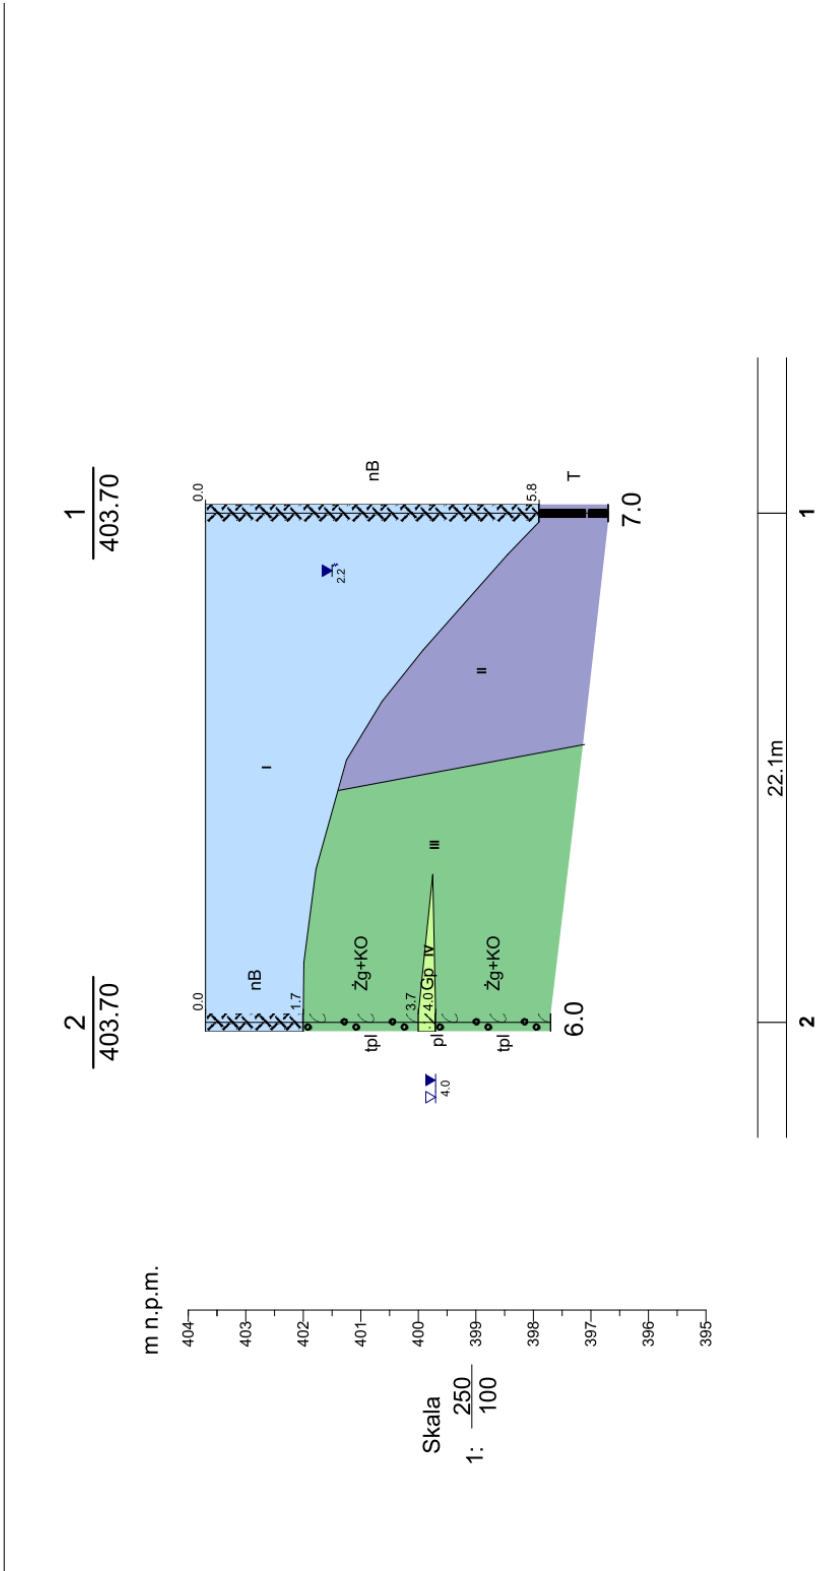 2
403.70
1
403.70
m n.p.m.
404
403
402
401
400
399
398
397
396
395
Skala
1: 250
100
0.0
nB
1.7
tpl
Żg+KO
3.7
pl
4.0
Gp
IV
tpl
Żg+KO
6.0
4.0
I
II
III
2.2
0.0
nB
5.8
T
7.0
22.1m
2
1